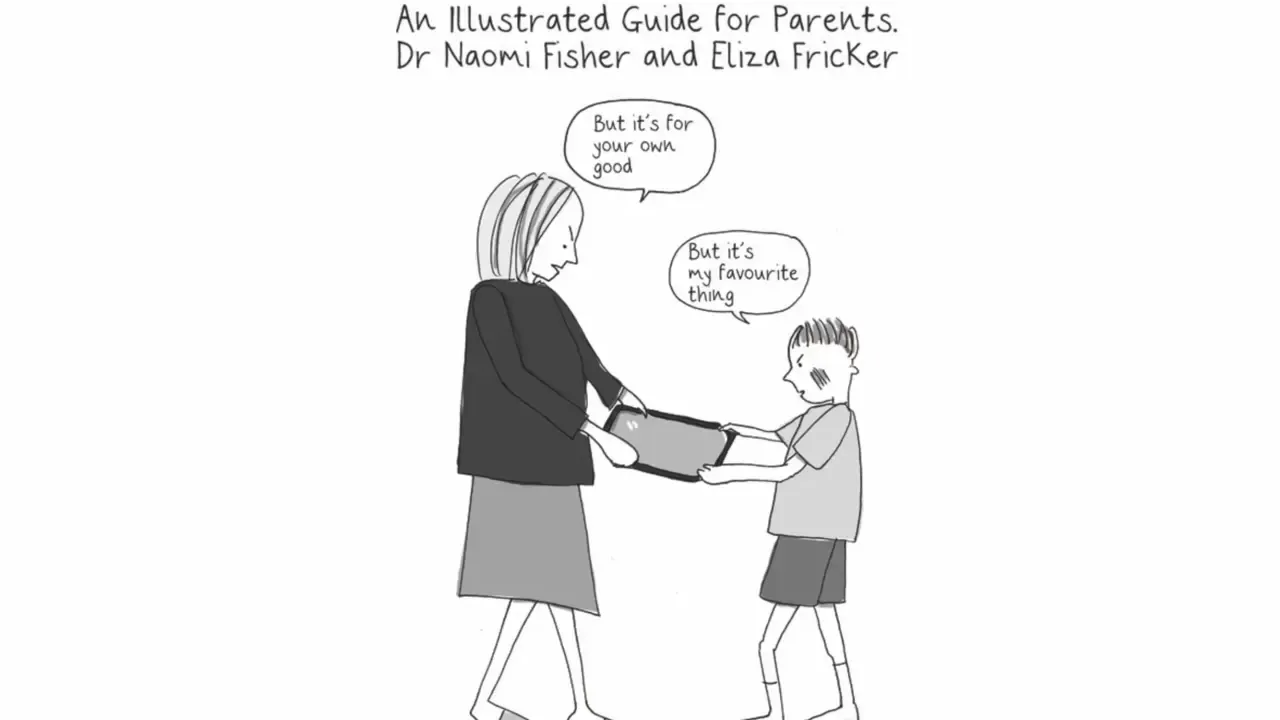 An Illustrated Guide for Parents.
Dr Naomi Fisher and Eliza Fricker
But it's for
your own
good
But it's
my favourite
thing